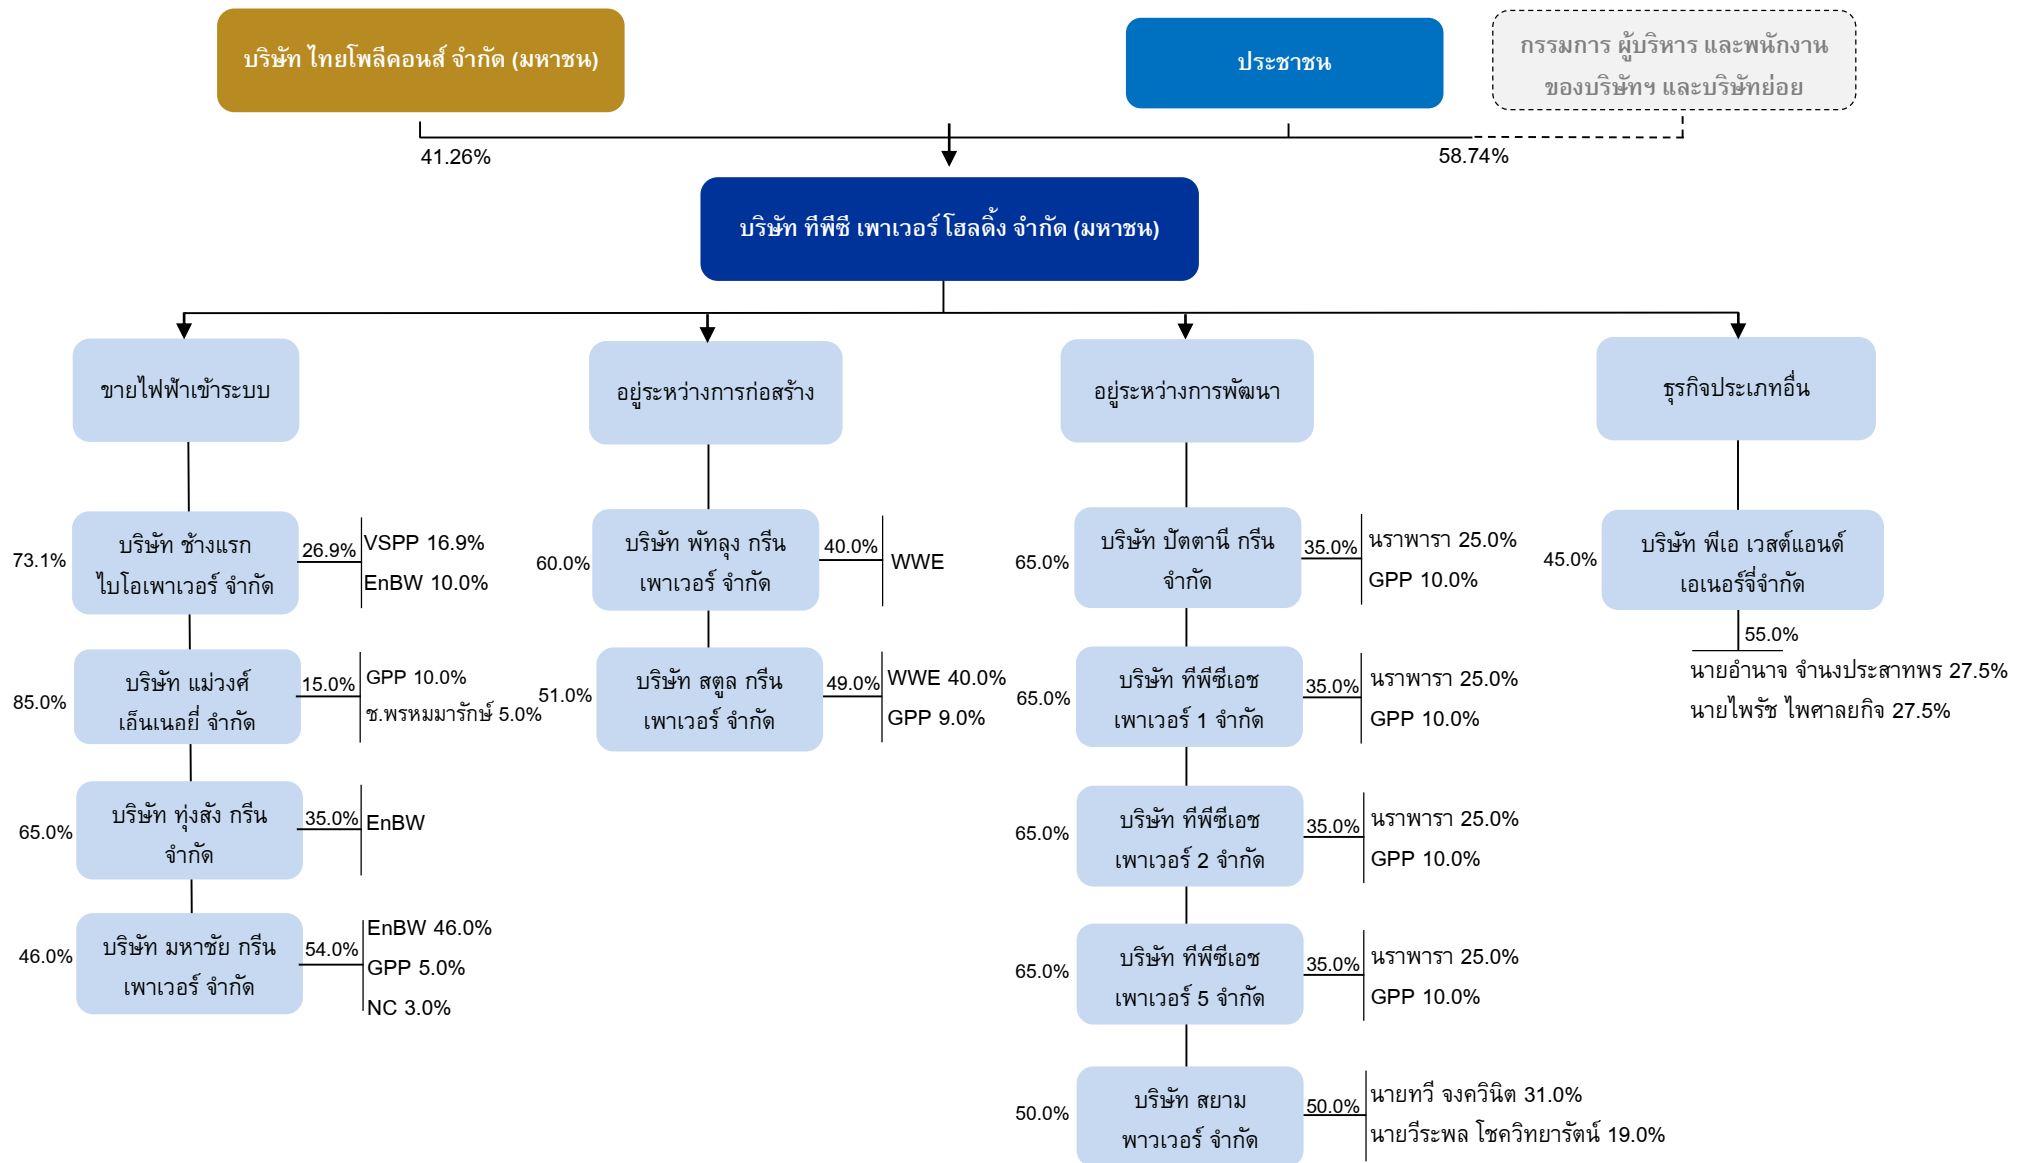 บริษัท ไทยโพลีคอนส์ จำกัด (มหาชน)
ประชาชน
กรรมการ ผู้บริหาร และพนักงาน
ของบริษัทฯ และบริษัทย่อย
41.26%
58.74%
บริษัท ทีพีซี เพาเวอร์ โฮลดิ้ง จำกัด (มหาชน)
ขายไฟฟ้าเข้าระบบ
อยู่ระหว่างการก่อสร้าง
อยู่ระหว่างการพัฒนา
ธุรกิจประเภทอื่น
73.1%
บริษัท ช้างแรก
ไบโอเพาเวอร์ จำกัด
26.9%
VSPP 16.9%
EnBW 10.0%
85.0%
บริษัท แม่วงศ์
เอ็นเนอยี่ จำกัด
15.0%
GPP 10.0%
ช.พรหมมารักษ์ 5.0%
65.0%
บริษัท ทุ่งสัง กรีน
จำกัด
35.0%
EnBW
46.0%
บริษัท มหาชัย กรีน
เพาเวอร์ จำกัด
54.0%
EnBW 46.0%
GPP 5.0%
NC 3.0%
60.0%
บริษัท พัทลุง กรีน
เพาเวอร์ จำกัด
40.0%
WWE
51.0%
บริษัท สตูล กรีน
เพาเวอร์ จำกัด
49.0%
WWE 40.0%
GPP 9.0%
65.0%
บริษัท ปัตตานี กรีน
จำกัด
35.0%
นราพารา 25.0%
GPP 10.0%
65.0%
บริษัท ทีพีซีเอช
เพาเวอร์ 1 จำกัด
35.0%
นราพารา 25.0%
GPP 10.0%
65.0%
บริษัท ทีพีซีเอช
เพาเวอร์ 2 จำกัด
35.0%
นราพารา 25.0%
GPP 10.0%
65.0%
บริษัท ทีพีซีเอช
เพาเวอร์ 5 จำกัด
35.0%
นราพารา 25.0%
GPP 10.0%
50.0%
บริษัท สยาม
พาวเวอร์ จำกัด
50.0%
นายทวี จงควินิต 31.0%
นายวีระพล โชควิทยารัตน์ 19.0%
45.0%
บริษัท พีเอ เวสต์แอนด์
เอเนอร์จี่จำกัด
55.0%
นายอำนาจ จำนงประสาทพร 27.5%
นายไพรัช ไพศาลยกิจ 27.5%